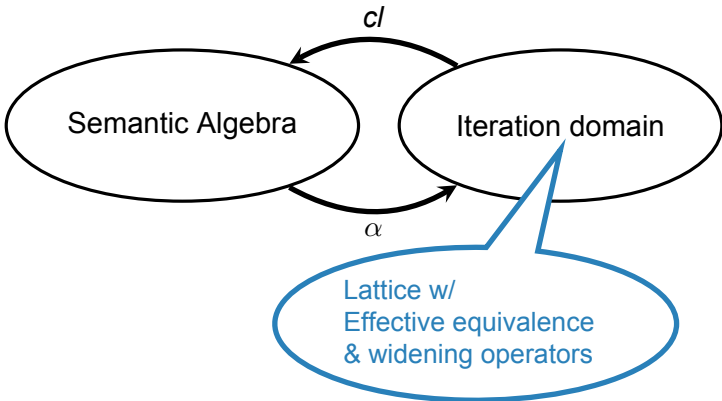 cl
Semantic Algebra
Iteration domain
α
Lattice w/
Effective equivalence
& widening operators